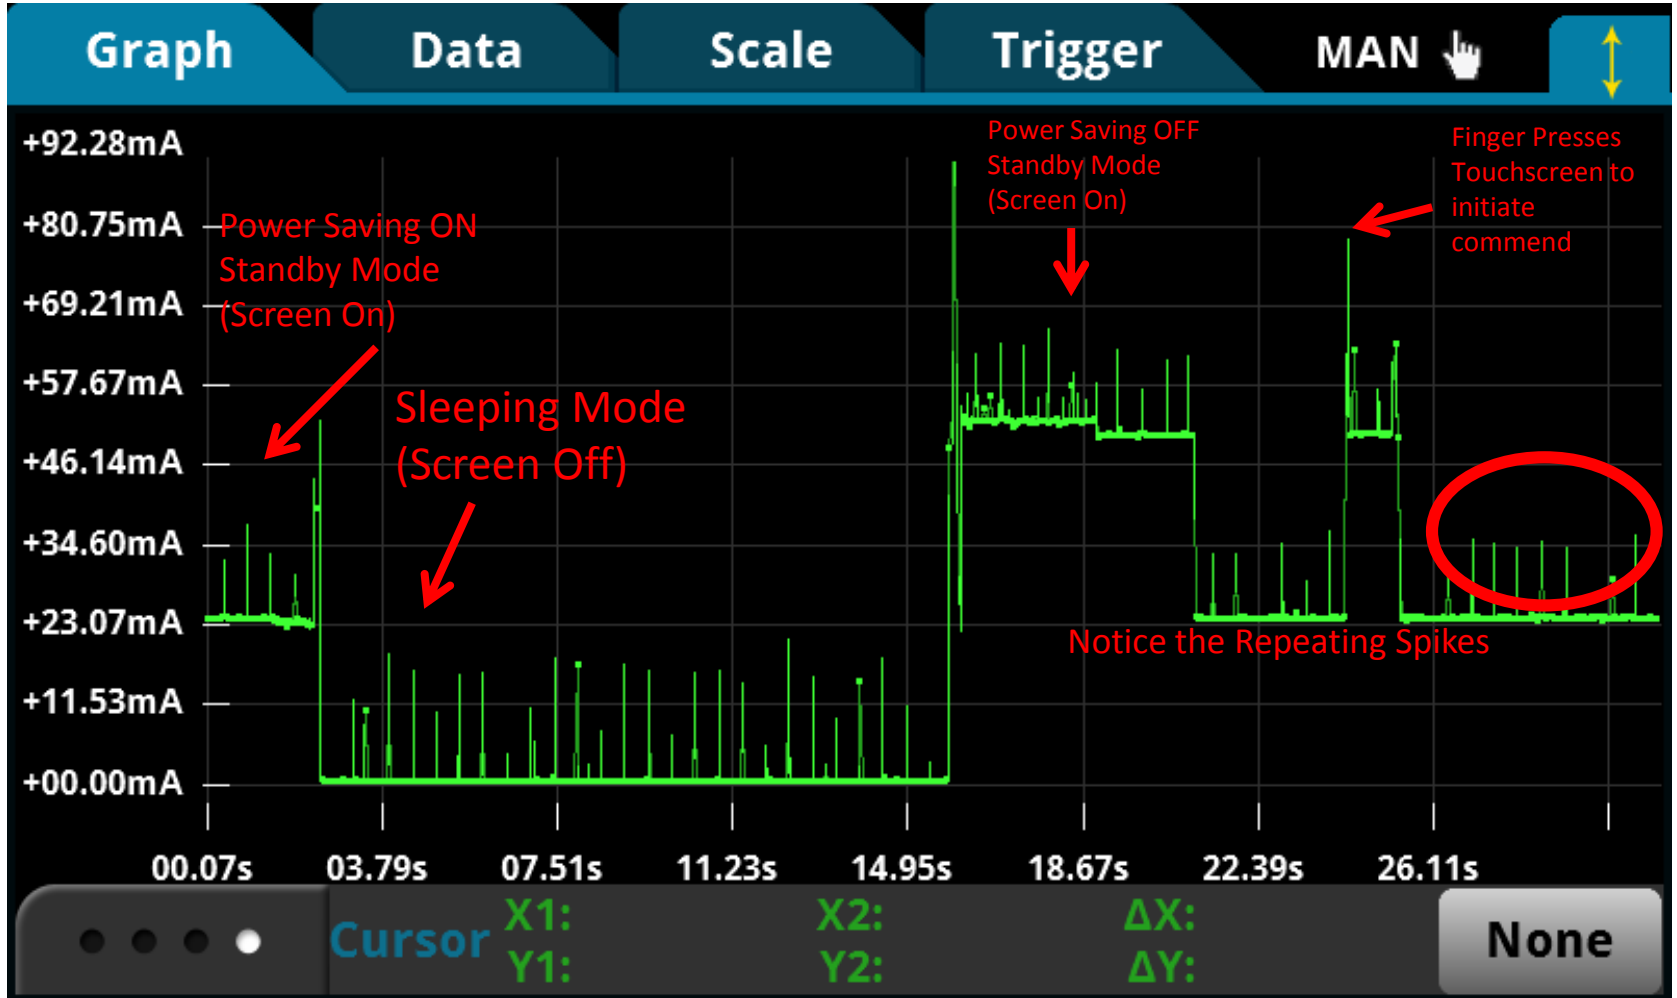 Graph Data Scale Trigger MAN
+92.28mA
Power Saving OFF
Standby Mode
(Screen On)
Finger Presses
Touchscreen to
initiate
commend
+80.75mA
Power Saving ON
Standby Mode
(Screen On)
+69.21mA
+57.67mA
Sleeping Mode
(Screen Off)
+46.14mA
+34.60mA
+23.07mA
Notice the Repeating Spikes
+11.53mA
+00.00mA
00.07s 03.79s 07.51s 11.23s 14.95s 18.67s 22.39s 26.11s
Cursor
X1: X2: ΔX:
Y1: Y2: ΔY:
None